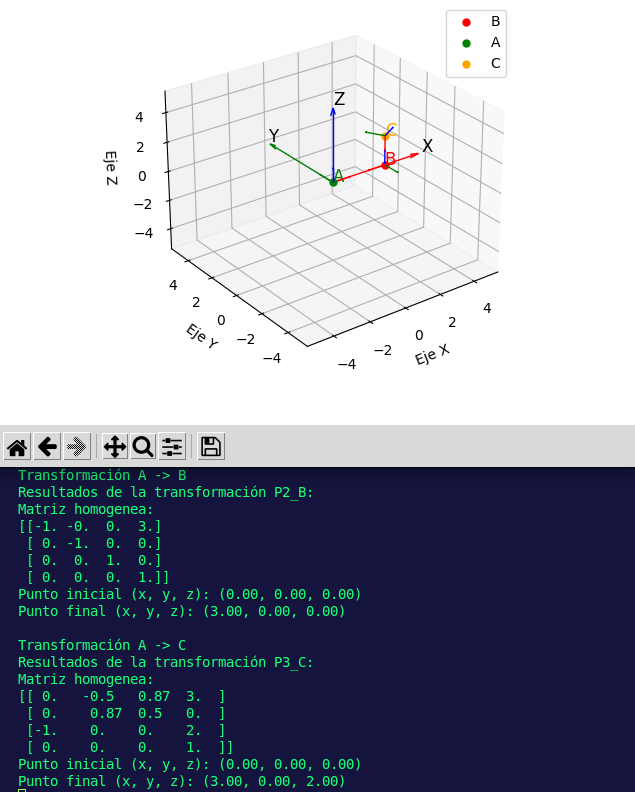 B
A
C
Z
Y
C
X
B
A
Eje Z
4
2
0
−2
−4
4
2
0
−2
−4
Eje Y
−4
−2
0
2
4
Eje X
Transformación A -> B
Resultados de la transformación P2_B:
Matriz homogenea:
[[-1. -0.  0.  3.]
 [ 0. -1.  0.  0.]
 [ 0.  0.  1.  0.]
 [ 0.  0.  0.  1.]]
Punto inicial (x, y, z): (0.00, 0.00, 0.00)
Punto final (x, y, z): (3.00, 0.00, 0.00)
Transformación A -> C
Resultados de la transformación P3_C:
Matriz homogenea:
[[ 0.   -0.5   0.87  3.  ]
 [ 0.    0.87  0.5   0.  ]
 [-1.    0.    0.    2.  ]
 [ 0.    0.    0.    1.  ]]
Punto inicial (x, y, z): (0.00, 0.00, 0.00)
Punto final (x, y, z): (3.00, 0.00, 2.00)